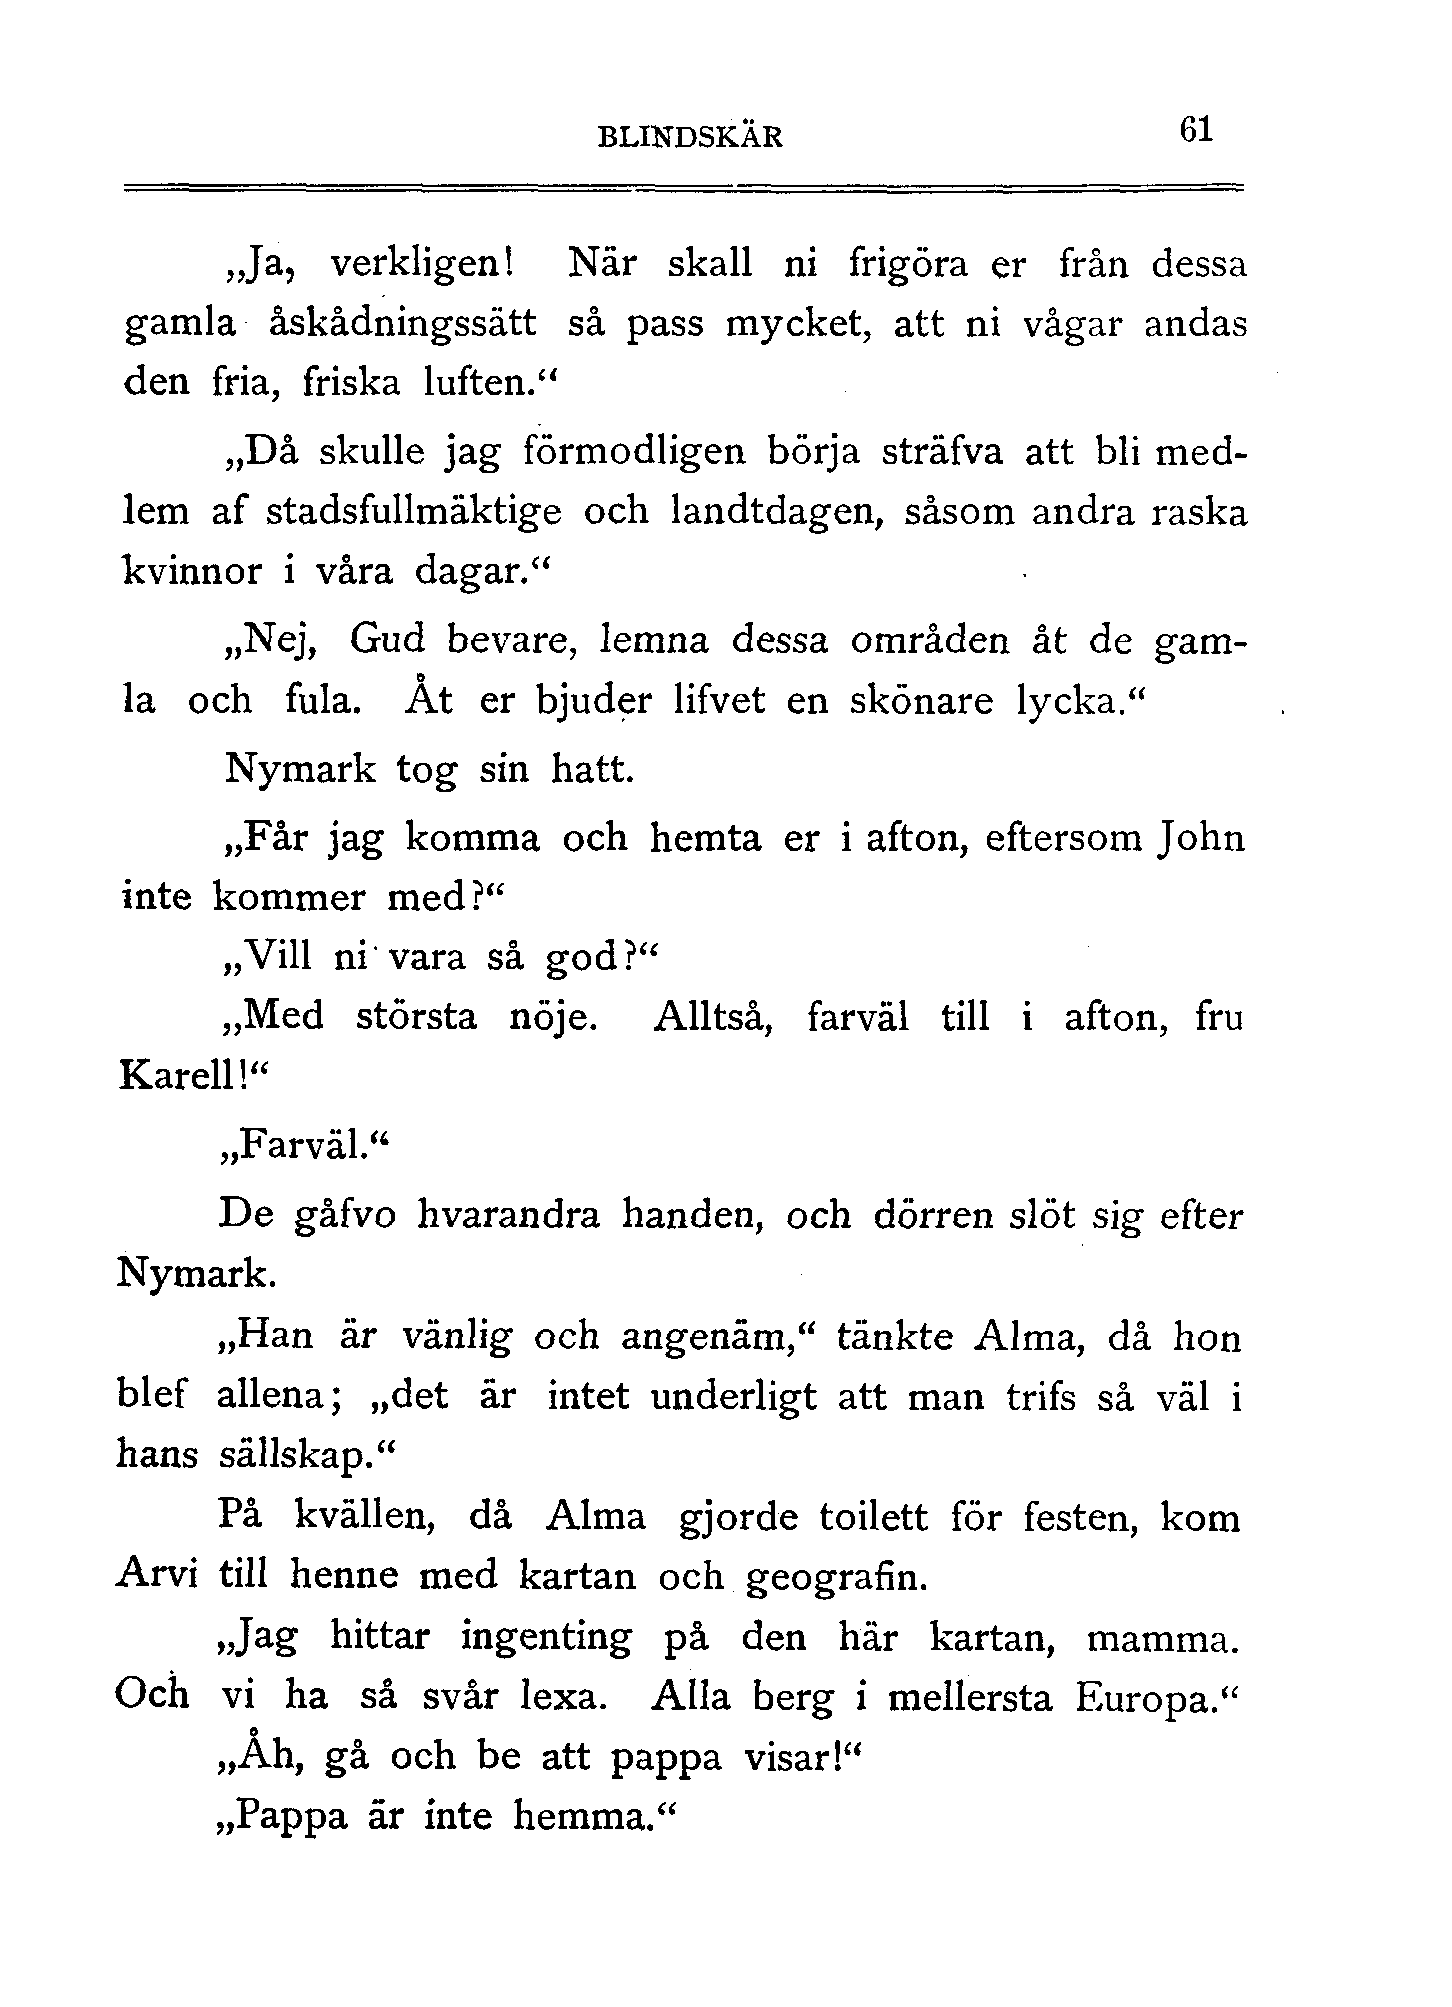 BLINDSKÄR 61
„Ja, verkligen! När skall ni frigöra er från dessa
gamla åskådningssätt så pass mycket, att ni vågar andas
den fria, friska luften.“
„Då skulle jag förmodligen börja sträfva att bli med-
lem af stadsfullmäktige och landtdagen, såsom andra raska
kvinnor i våra dagar.“
„Nej, Gud bevare, lemna dessa områden åt de gam-
la och fula. Åt er bjuder lifvet en skönare lycka.“
Nymark tog sin hatt.
„Får jag komma och hemta er i afton, eftersom John
inte kommer med?“
„Vill ni vara så god?“
„Med största nöje. Alltså, farväl till i afton, fru
Karell!“
„Farväl.“
De gåfvo hvarandra handen, och dörren slöt sig efter
Nymark.
„Han är vänlig och angenäm,“ tänkte Alma, då hon
blef allena; „det är intet underligt att man trifs så väl i
hans sällskap.“
På kvällen, då Alma gjorde toilett för festen, kom
Arvi till henne med kartan och geografin.
„Jag hittar ingenting på den här kartan, mamma.
Och vi ha så svår lexa. Alla berg i mellersta Europa.“
„Åh, gå och be att pappa visar!“
„Pappa är inte hemma.“